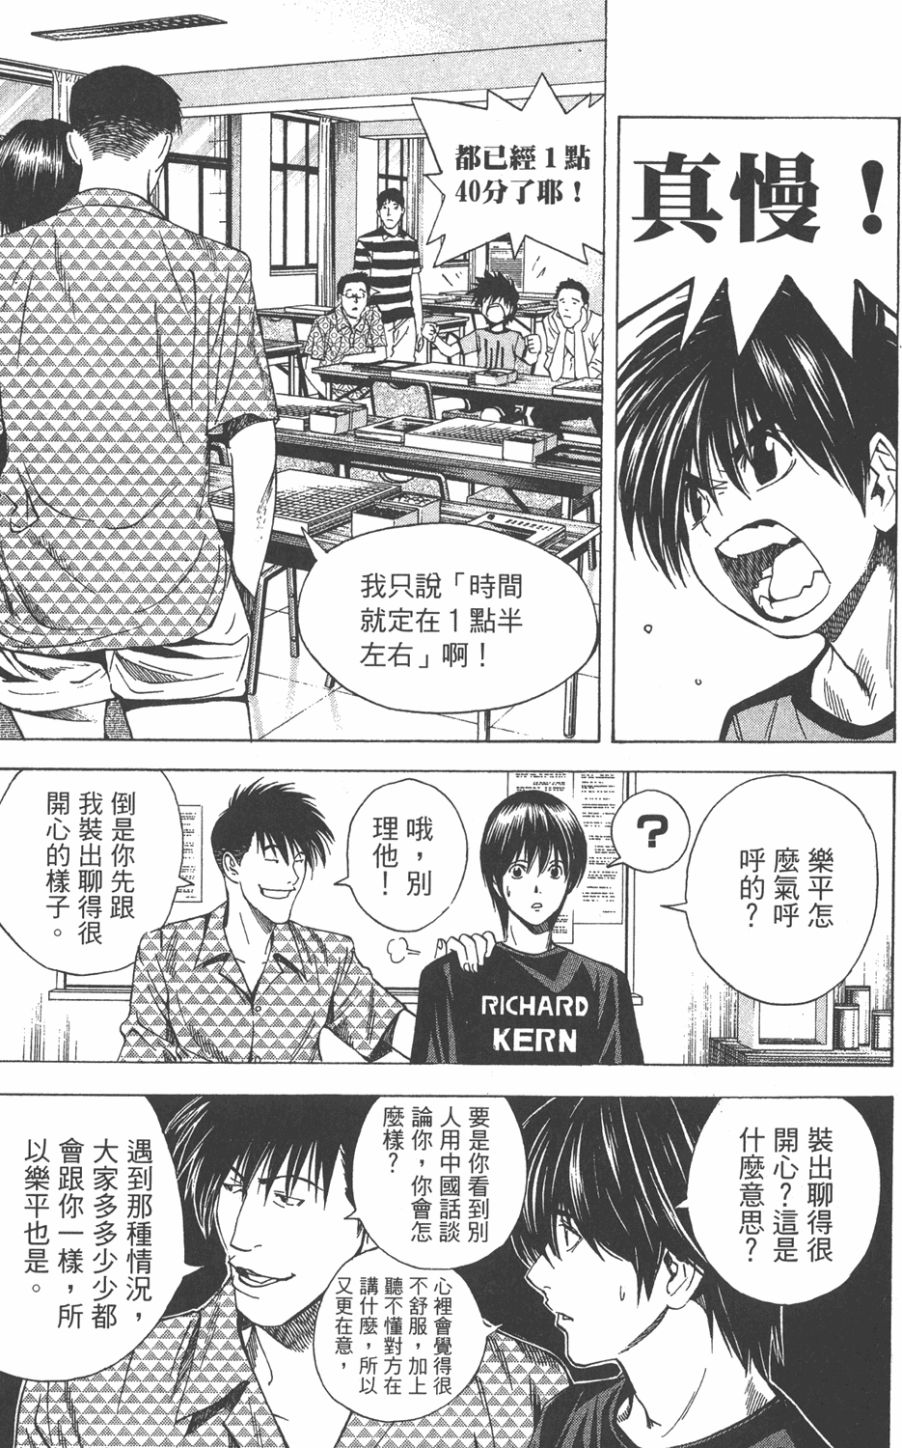 真慢！
都已經１點
40分了耶！
我只說「時間
就定在１點半
左右」啊！
樂平怎
麼氣呼
呼的？
？
哦，別
理他！
倒是你先跟
我裝出聊得很
開心的樣子。
RICHARD
KERN
裝出聊得很
開心？這是
什麼意思？
要是你看到別
人用中國話談
論你，你會怎
麼樣？
心裡會覺得很
不舒服，加上
聽不懂對方在
講什麼，所以
又更在意，
遇到那種情況，
大家多多少少都
會跟你一樣，所
以樂平也是。